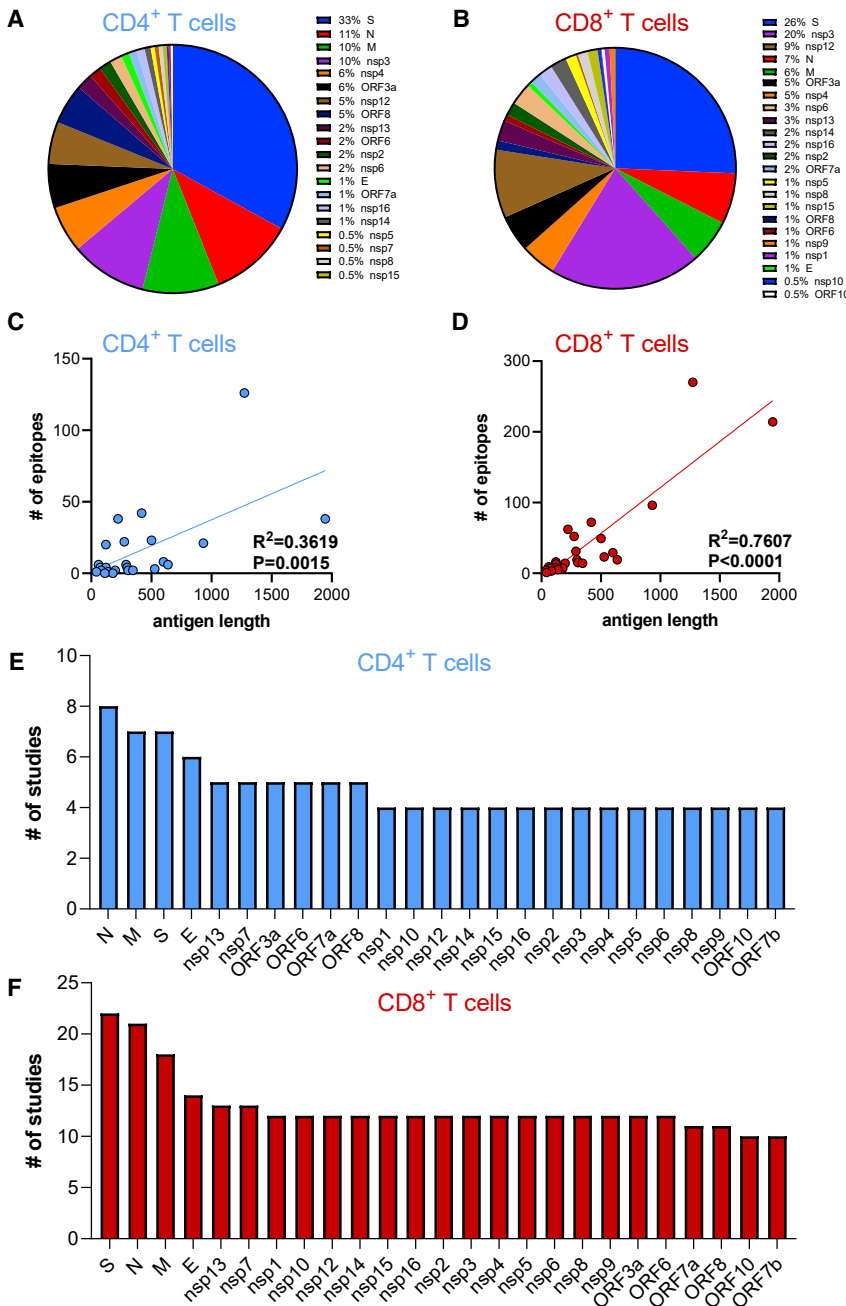 A
CD4+ T cells
33% S
11% N
10% M
10% nsp3
6% nsp4
6% ORF3a
5% nsp12
5% ORF8
2% nsp13
2% ORF6
2% nsp2
2% nsp6
1% E
1% ORF7a
1% nsp16
1% nsp14
0.5% nsp5
0.5% nsp7
0.5% nsp8
0.5% nsp15
B
CD8+ T cells
26% S
20% nsp3
9% nsp12
7% N
6% M
5% ORF3a
5% nsp4
3% nsp6
3% nsp13
2% nsp14
2% nsp16
2% nsp2
2% ORF7a
1% nsp5
1% nsp8
1% nsp15
1% ORF8
1% ORF6
1% nsp9
1% nsp1
1% E
0.5% nsp10
0.5% ORF10
C
CD4+ T cells
# of epitopes
150
100
50
0
R2=0.3619
P=0.0015
0 500 1000 1500 2000
antigen length
D
CD8+ T cells
# of epitopes
300
200
100
0
R2=0.7607
P<0.0001
0 500 1000 1500 2000
antigen length
E
CD4+ T cells
# of studies
10
8
6
4
2
0
N M S E nsp13 nsp7 ORF3a ORF6 ORF7a ORF8 nsp1 nsp10 nsp12 nsp14 nsp15 nsp16 nsp2 nsp3 nsp4 nsp5 nsp6 nsp8 nsp9 ORF10 ORF7b
F
CD8+ T cells
# of studies
25
20
15
10
5
0
S N M E nsp13 nsp7 nsp1 nsp10 nsp12 nsp14 nsp15 nsp16 nsp2 nsp3 nsp4 nsp5 nsp6 nsp8 nsp9 ORF3a ORF6 ORF7a ORF8 ORF10 ORF7b